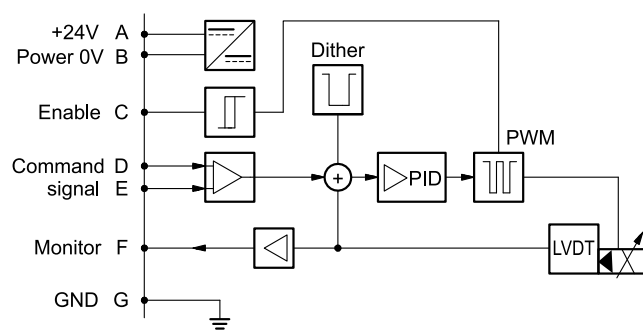 +24V A
Power 0V B
Dither
Enable C
PWM
Command D
signal E
+
PID
Monitor F
LVDT
GND G